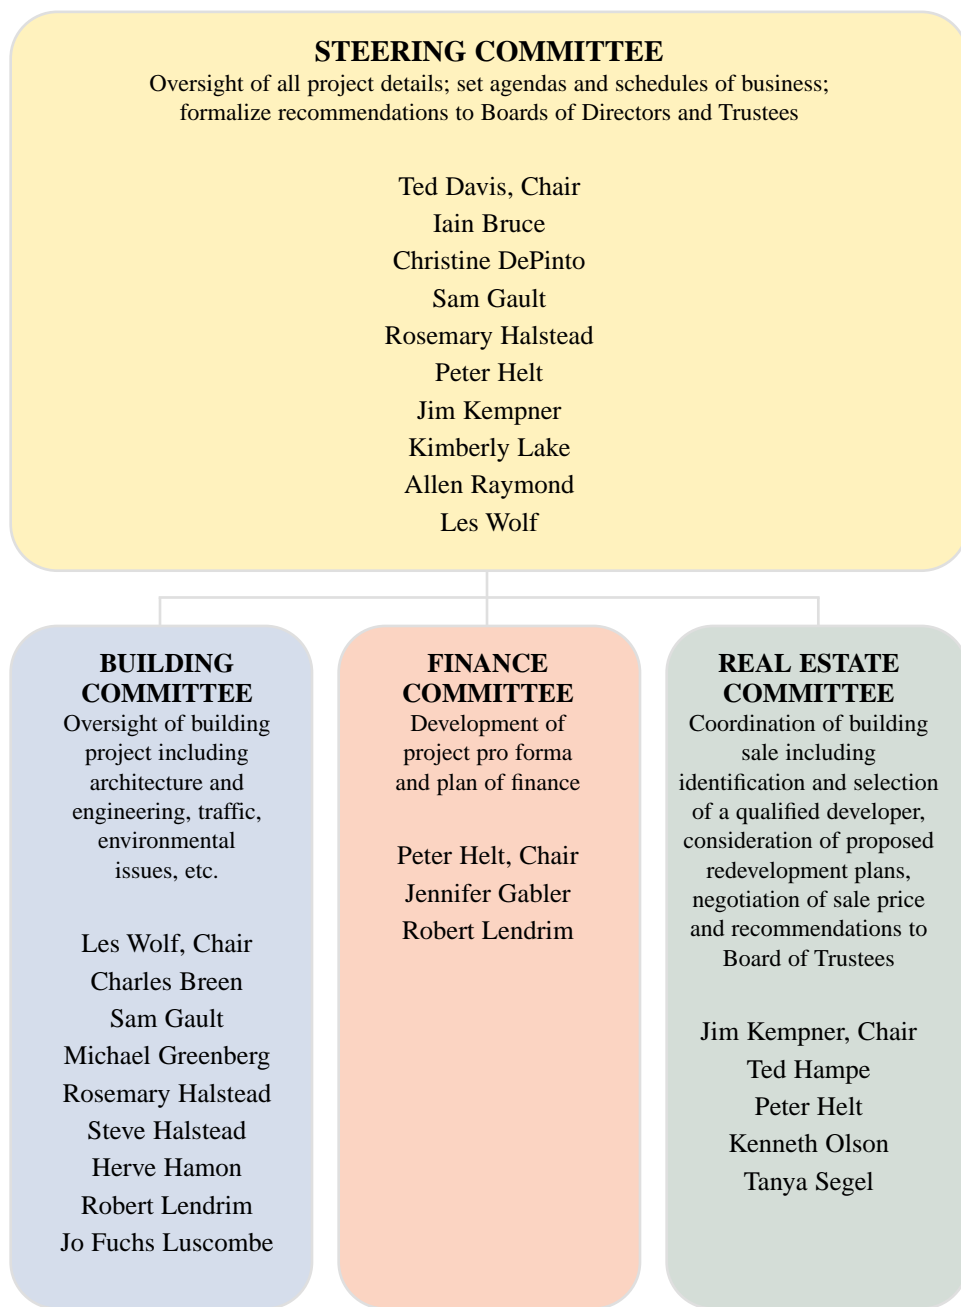 STEERING COMMITTEE
Oversight of all project details; set agendas and schedules of business;
formalize recommendations to Boards of Directors and Trustees
Ted Davis, Chair
Iain Bruce
Christine DePinto
Sam Gault
Rosemary Halstead
Peter Helt
Jim Kempner
Kimberly Lake
Allen Raymond
Les Wolf
BUILDING
COMMITTEE
Oversight of building
project including
architecture and
engineering, traffic,
environmental
issues, etc.
Les Wolf, Chair
Charles Breen
Sam Gault
Michael Greenberg
Rosemary Halstead
Steve Halstead
Herve Hamon
Robert Lendrim
Jo Fuchs Luscombe
FINANCE
COMMITTEE
Development of
project pro forma
and plan of finance
Peter Helt, Chair
Jennifer Gabler
Robert Lendrim
REAL ESTATE
COMMITTEE
Coordination of building
sale including
identification and selection
of a qualified developer,
consideration of proposed
redevelopment plans,
negotiation of sale price
and recommendations to
Board of Trustees
Jim Kempner, Chair
Ted Hampe
Peter Helt
Kenneth Olson
Tanya Segel